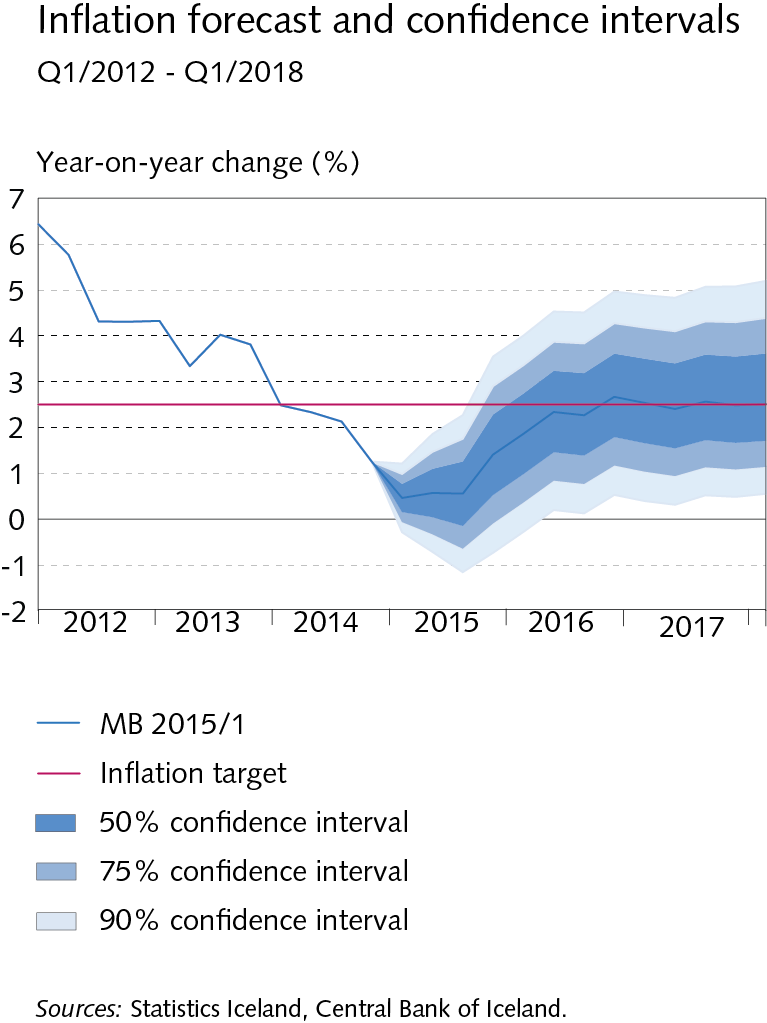 Inflation forecast and confidence intervals
Q1/2012 - Q1/2018
Year-on-year change (%)
7
6
5
4
3
2
1
0
-1
-2
2012 2013 2014 2015 2016 2017
MB 2015/1
Inflation target
50% confidence interval
75% confidence interval
90% confidence interval
Sources: Statistics Iceland, Central Bank of Iceland.